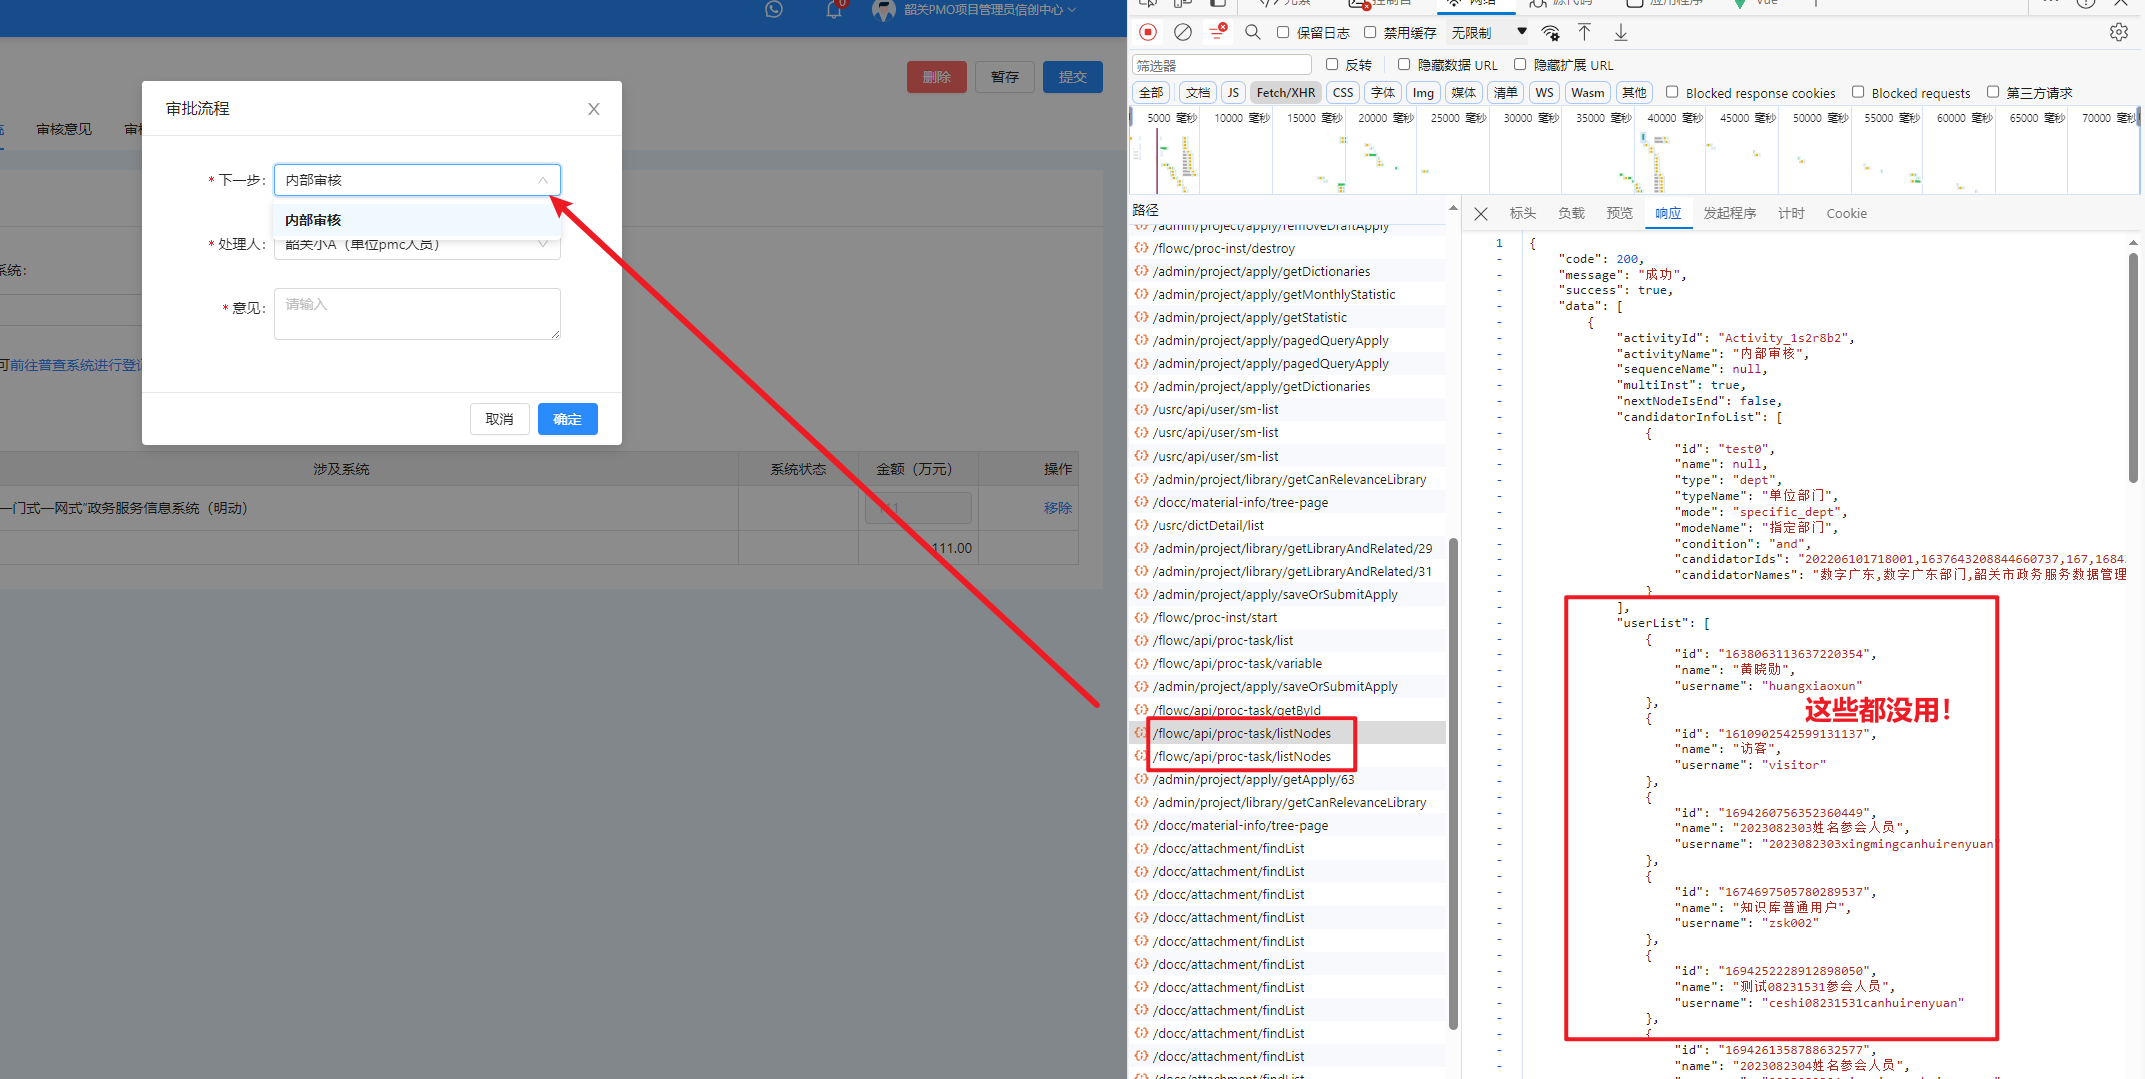 韶关PMO项目管理员信创中心
0
删除
暂存
提交
审核意见
审批流程
* 下一步:
内部审核
内部审核
* 处理人:
韶关小A（单位pmc人员）
系统:
* 意见:
请输入
可前往普查系统进行登记
取消
确定
涉及系统
系统状态
金额（万元）
操作
一门式一网式"政务服务信息系统（明动）
移除
111.00
元素
控制台
网络
源代码
应用程序
Vue
保留日志
禁用缓存
无限制
筛选器
反转
隐藏数据 URL
隐藏扩展 URL
全部
文档
JS
Fetch/XHR
CSS
字体
Img
媒体
清单
WS
Wasm
其他
Blocked response cookies
Blocked requests
第三方请求
5000 毫秒
10000 毫秒
15000 毫秒
20000 毫秒
25000 毫秒
30000 毫秒
35000 毫秒
40000 毫秒
45000 毫秒
50000 毫秒
55000 毫秒
60000 毫秒
65000 毫秒
70000 毫秒
路径
/admin/project/apply/removeDraftApply
/flowc/proc-inst/destroy
/admin/project/apply/getDictionaries
/admin/project/apply/getMonthlyStatistic
/admin/project/apply/getStatistic
/admin/project/apply/pagedQueryApply
/admin/project/apply/pagedQueryApply
/admin/project/apply/getDictionaries
/usrc/api/user/sm-list
/usrc/api/user/sm-list
/usrc/api/user/sm-list
/admin/project/library/getCanRelevanceLibrary
/docc/material-info/tree-page
/usrc/dictDetail/list
/admin/project/library/getLibraryAndRelated/29
/admin/project/library/getLibraryAndRelated/31
/admin/project/apply/saveOrSubmitApply
/flowc/proc-inst/start
/flowc/api/proc-task/list
/flowc/api/proc-task/variable
/admin/project/apply/saveOrSubmitApply
/flowc/api/proc-task/getById
/flowc/api/proc-task/listNodes
/flowc/api/proc-task/listNodes
/admin/project/apply/getApply/63
/admin/project/library/getCanRelevanceLibrary
/docc/material-info/tree-page
/docc/attachment/findList
/docc/attachment/findList
/docc/attachment/findList
/docc/attachment/findList
/docc/attachment/findList
/docc/attachment/findList
/docc/attachment/findList
/docc/attachment/findList
/docc/attachment/findList
/docc/attachment/findList
标头
负载
预览
响应
发起程序
计时
Cookie
1 {
"code": 200,
"message": "成功",
"success": true,
"data": [
{
"activityId": "Activity_1s2r8b2",
"activityName": "内部审核",
"sequenceName": null,
"multiInst": true,
"nextNodeIsEnd": false,
"candidatorInfoList": [
{
"id": "test0",
"name": null,
"type": "dept",
"typeName": "单位部门",
"mode": "specific_dept",
"modeName": "指定部门",
"condition": "and",
"candidatorIds": "202206101718001,1637643208844660737,167,1684
"candidatorNames": "数字广东,数字广东部门,韶关市政务服务数据管理
}
],
"userList": [
{
"id": "1638063113637220354",
"name": "黄晓勋",
"username": "huangxiaoxun"
},
这些都没用！
{
"id": "1610902542599131137",
"name": "访客",
"username": "visitor"
},
{
"id": "1694260756352360449",
"name": "2023082303姓名参会人员",
"username": "2023082303xingmingcanhuirenyuan"
},
{
"id": "1674697505780289537",
"name": "知识库普通用户",
"username": "zsk002"
},
{
"id": "1694252228912898050",
"name": "测试08231531参会人员",
"username": "ceshi08231531canhuirenyuan"
},
{
"id": "1694261358788632577",
"name": "2023082304姓名参会人员",